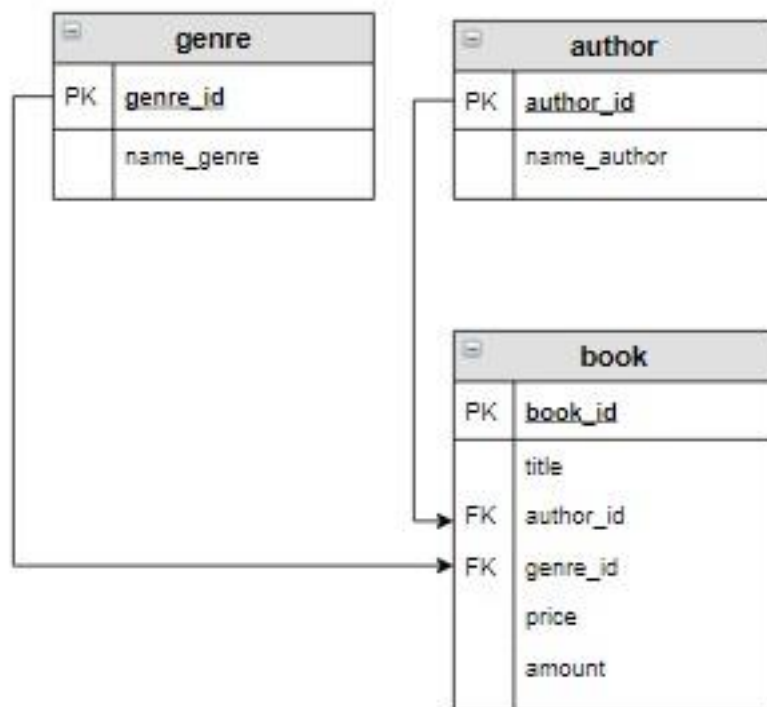 genre
PK genre_id
name_genre
author
PK author_id
name_author
book
PK book_id
title
FK author_id
FK genre_id
price
amount